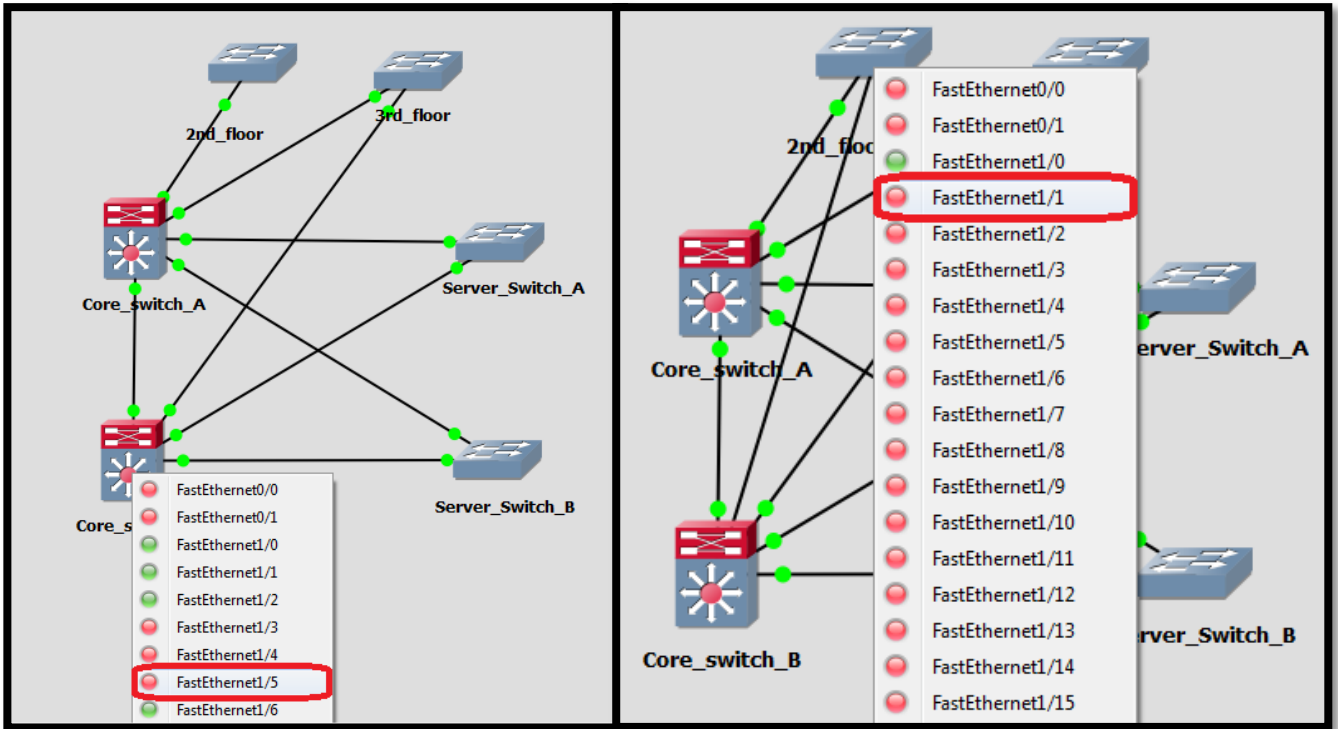 2nd_floor
3rd_floor
Core_switch_A
Server_Switch_A
Server_Switch_B
Core_s
FastEthernet0/0
FastEthernet0/1
FastEthernet1/0
FastEthernet1/1
FastEthernet1/2
FastEthernet1/3
FastEthernet1/4
FastEthernet1/5
FastEthernet1/6
2nd_floo
Core_switch_A
erver_Switch_A
Core_switch_B
rver_Switch_B
FastEthernet0/0
FastEthernet0/1
FastEthernet1/0
FastEthernet1/1
FastEthernet1/2
FastEthernet1/3
FastEthernet1/4
FastEthernet1/5
FastEthernet1/6
FastEthernet1/7
FastEthernet1/8
FastEthernet1/9
FastEthernet1/10
FastEthernet1/11
FastEthernet1/12
FastEthernet1/13
FastEthernet1/14
FastEthernet1/15